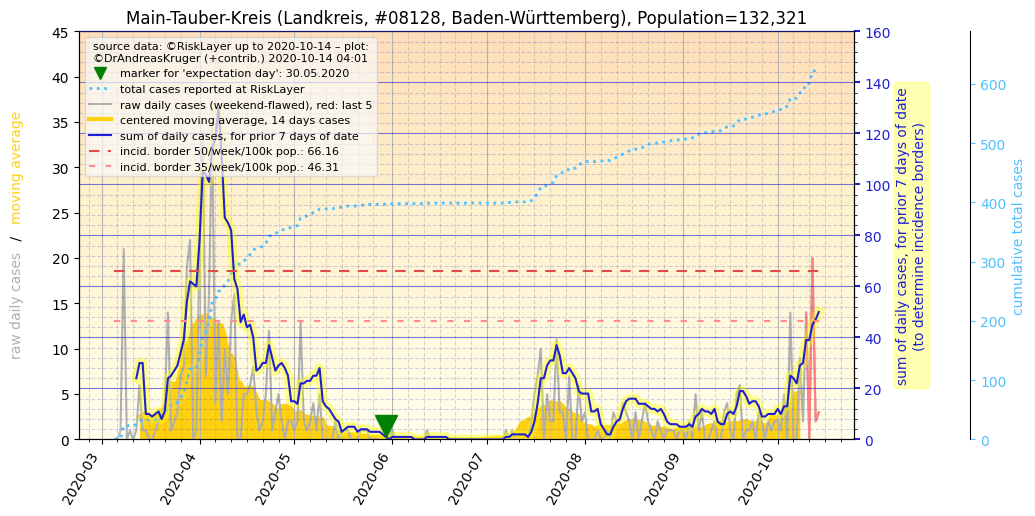 Main-Tauber-Kreis (Landkreis, #08128, Baden-Württemberg), Population=132,321
source data: ©RiskLayer up to 2020-10-14 – plot:
©DrAndreasKruger (+contrib.) 2020-10-14 04:01
marker for 'expectation day': 30.05.2020
total cases reported at RiskLayer
raw daily cases (weekend-flawed), red: last 5
centered moving average, 14 days cases
sum of daily cases, for prior 7 days of date
incid. border 50/week/100k pop.: 66.16
incid. border 35/week/100k pop.: 46.31
raw daily cases / moving average
45
40
35
30
25
20
15
10
5
0
2020-03
2020-04
2020-05
2020-06
2020-07
2020-08
2020-09
2020-10
160
140
120
100
80
60
40
20
0
sum of daily cases, for prior 7 days of date
(to determine incidence borders)
600
500
400
300
200
100
0
cumulative total cases